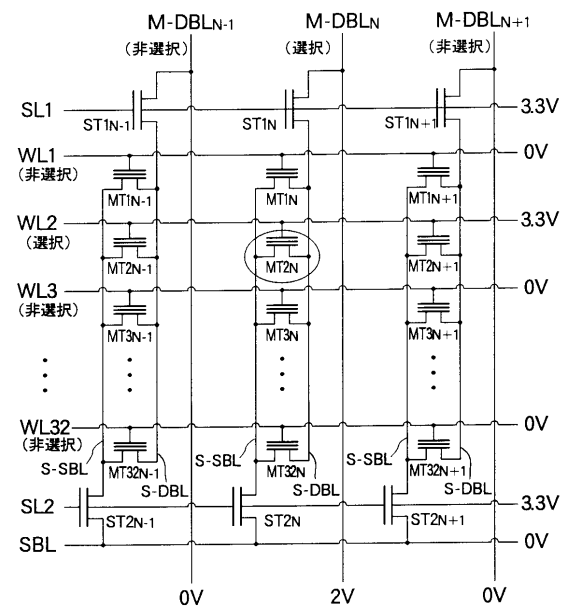 M-DBLN-1 M-DBLN M-DBLN+1
(非選択) (選択) (非選択)
SL1 ST1N-1 ST1N ST1N+1 3.3V
WL1 0V
(非選択) MT1N-1 MT1N MT1N+1
WL2 3.3V
(選択) MT2N-1 MT2N MT2N+1
WL3 0V
(非選択) MT3N-1 MT3N MT3N+1
WL32 0V
(非選択) MT32N-1 MT32N MT32N+1
S-SBL S-DBL S-SBL S-DBL S-SBL S-DBL
SL2 ST2N-1 ST2N ST2N+1 3.3V
SBL 0V
0V 2V 0V